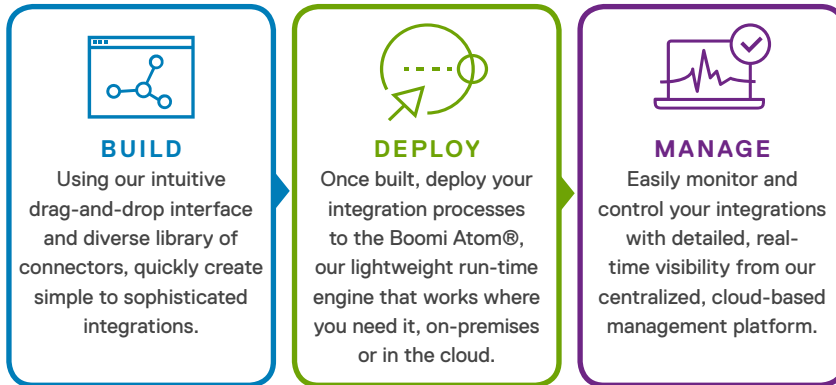 BUILD
Using our intuitive
drag-and-drop interface
and diverse library of
connectors, quickly create
simple to sophisticated
integrations.
DEPLOY
Once built, deploy your
integration processes
to the Boomi Atom®,
our lightweight run-time
engine that works where
you need it, on-premises
or in the cloud.
MANAGE
Easily monitor and
control your integrations
with detailed, real-
time visibility from our
centralized, cloud-based
management platform.